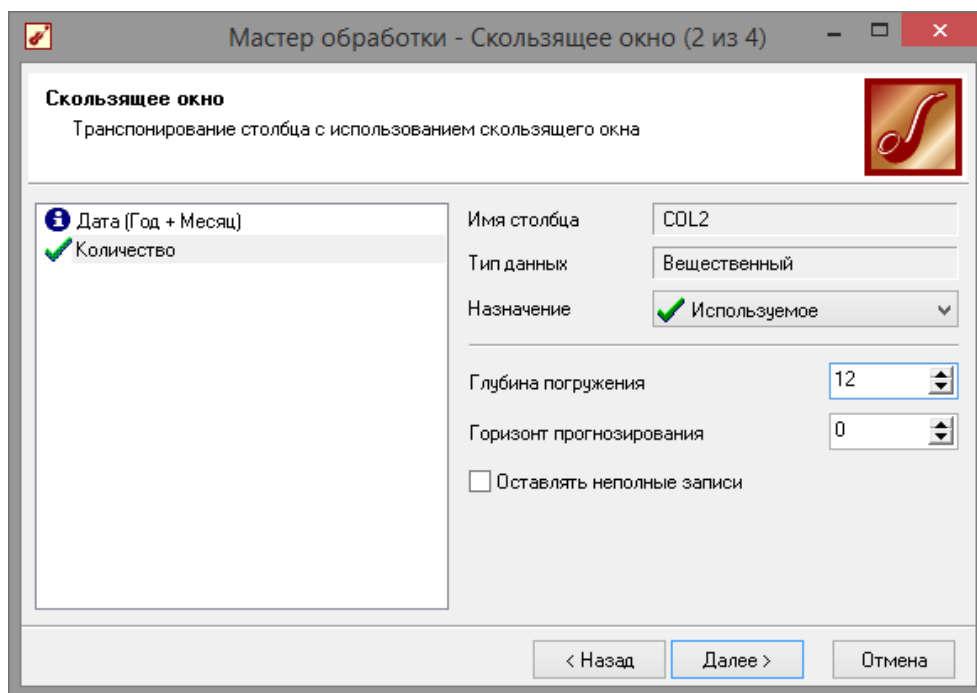 Мастер обработки - Скользящее окно (2 из 4)
Скользящее окно
Транспонирование столбца с использованием скользящего окна
Дата (Год + Месяц)
Количество
Имя столбца
COL2
Тип данных
Вещественный
Назначение
Используемое
Глубина погружения
12
Горизонт прогнозирования
0
Оставлять неполные записи
< Назад
Далее >
Отмена